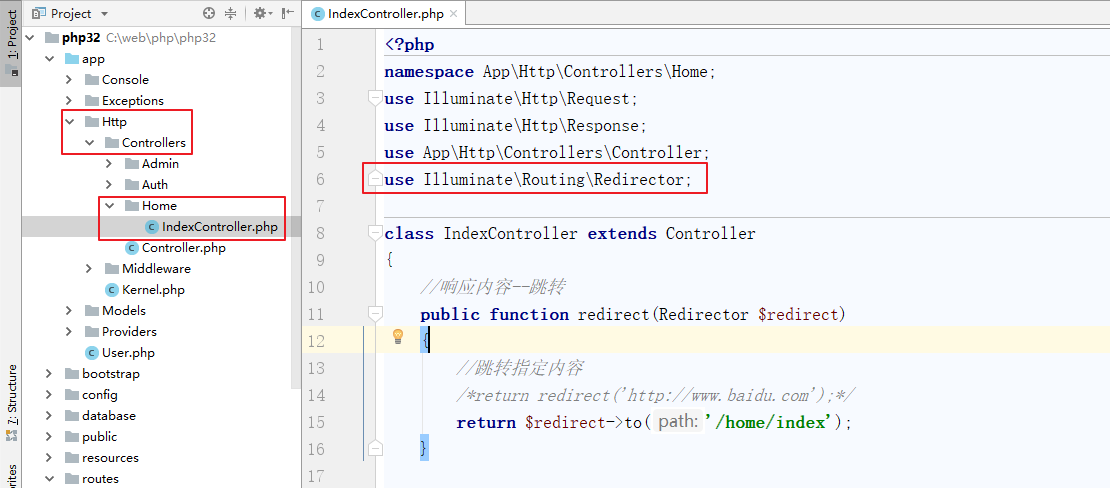 Project
IndexController.php
1: Project
7: Structure
rites
php32 C:\web\php\php32
app
Console
Exceptions
Http
Controllers
Admin
Auth
Home
IndexController.php
Controller.php
Middleware
Kernel.php
Models
Providers
User.php
bootstrap
config
database
public
resources
routes
1 <?php
2 namespace App\Http\Controllers\Home;
3 use Illuminate\Http\Request;
4 use Illuminate\Http\Response;
5 use App\Http\Controllers\Controller;
6 use Illuminate\Routing\Redirector;
7
8 class IndexController extends Controller
9 {
10 //响应内容--跳转
11 public function redirect(Redirector $redirect)
12 {
13 //跳转指定内容
14 /*return redirect('http://www.baidu.com');*/
15 return $redirect->to( path: '/home/index');
16 }
17